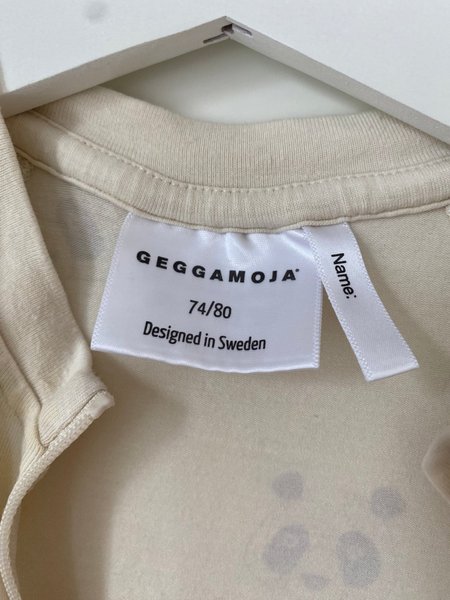 GEGGAMOJA
74/80
Designed in Sweden
Name: